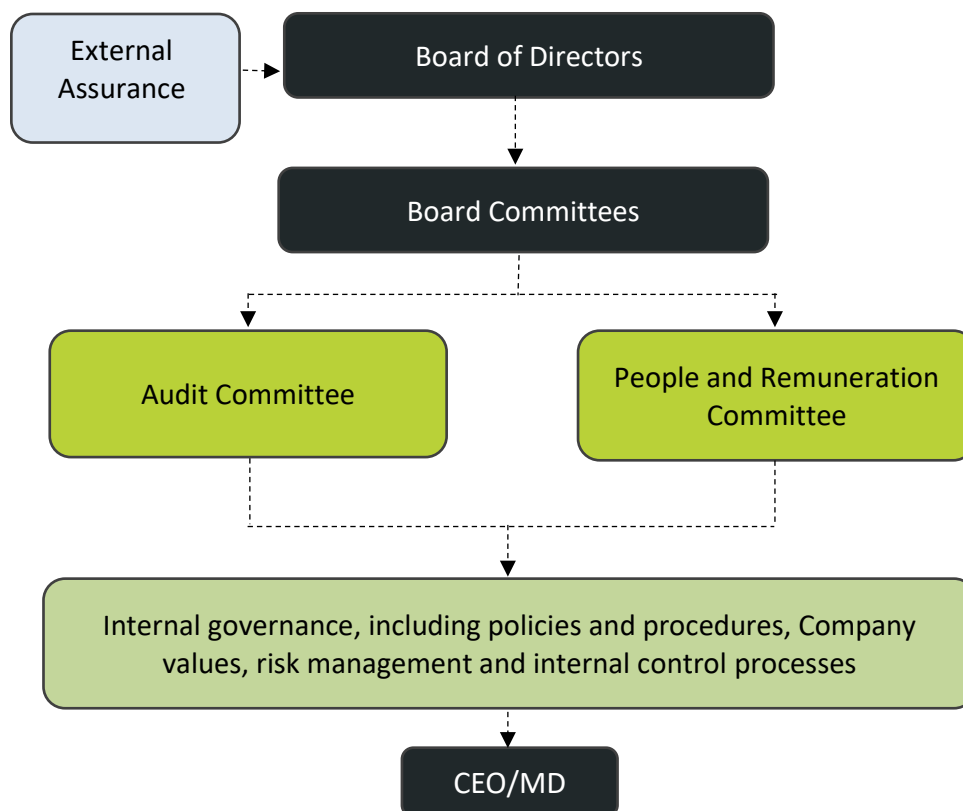 External
Assurance
Board of Directors
Board Committees
Audit Committee
People and Remuneration
Committee
Internal governance, including policies and procedures, Company
values, risk management and internal control processes
CEO/MD